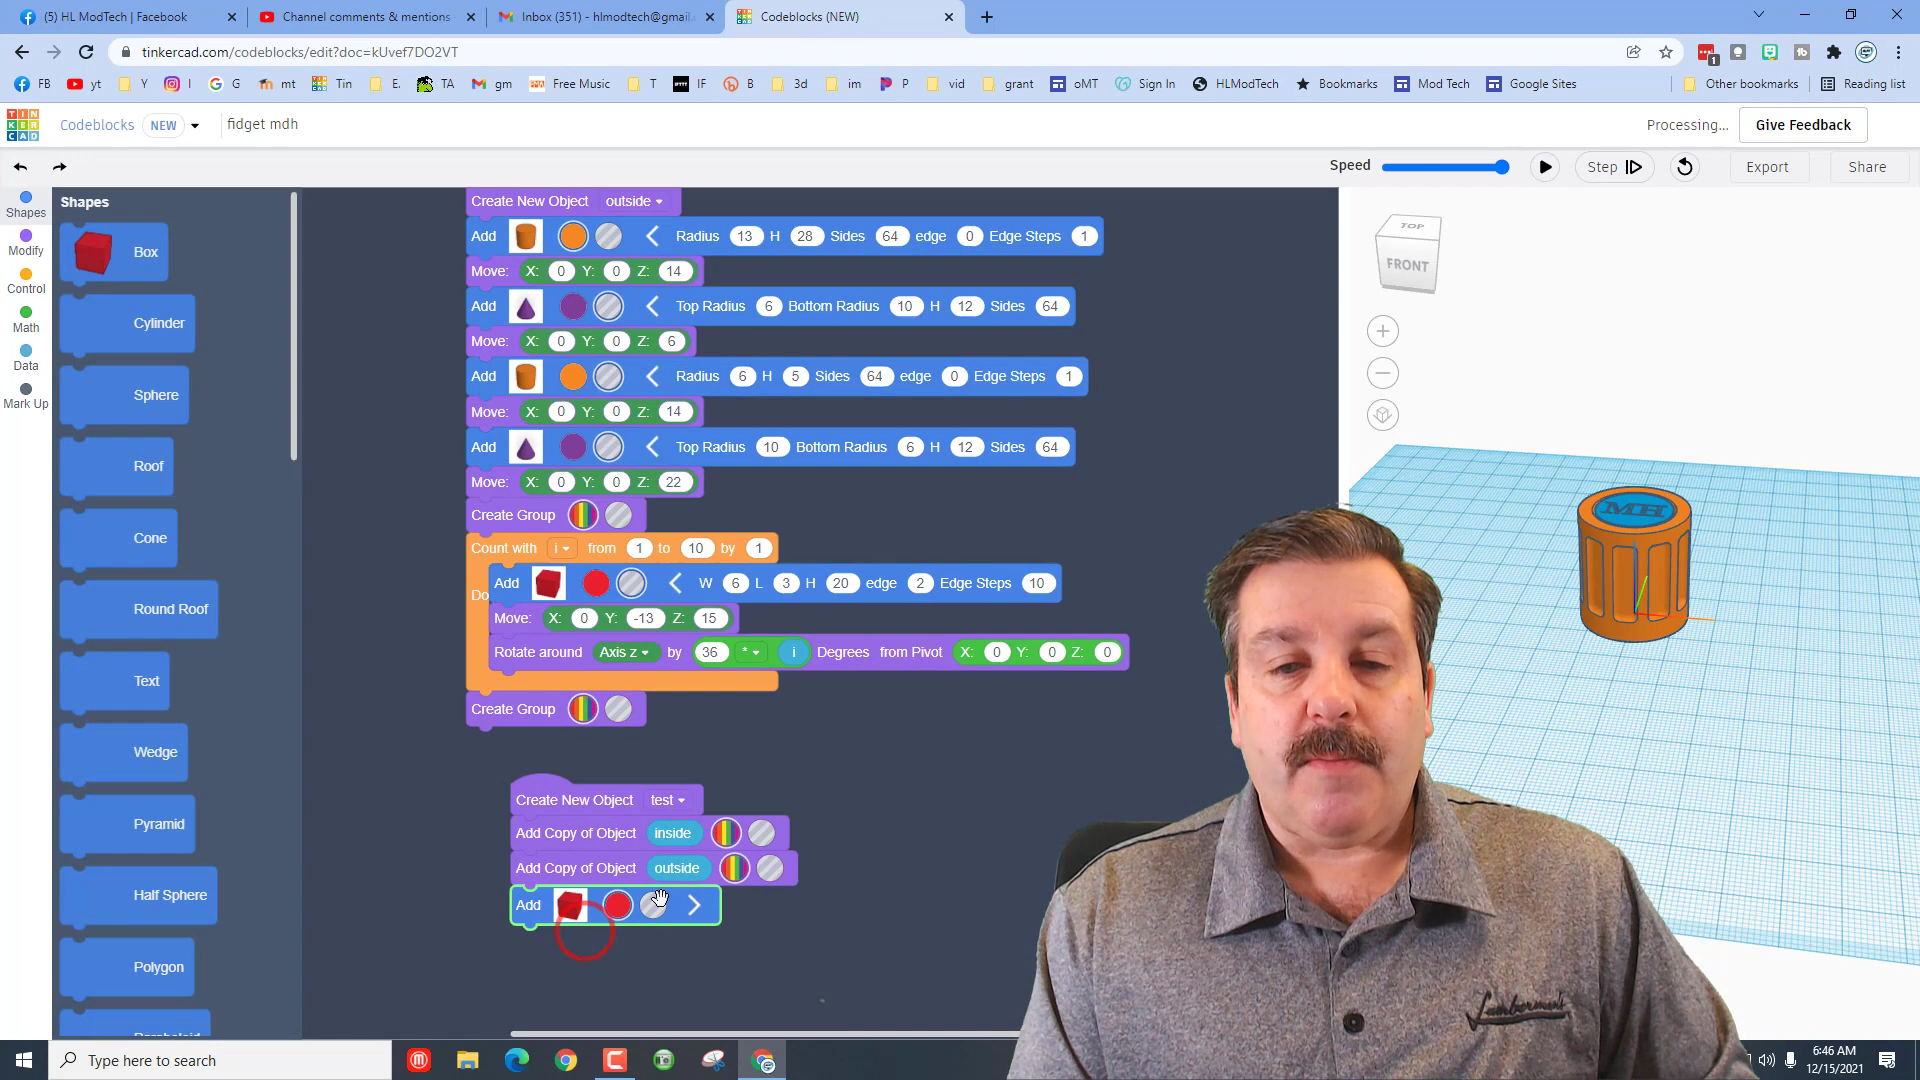 (5) HL ModTech | Facebook
Channel comments & mentions
Inbox (351) - hlmodtech@gmail.
Codeblocks (NEW)
tinkercad.com/codeblocks/edit?doc=kUvef7DO2VT
1
FB
yt
Y
I
G
mt
Tin
E.
TA
gm
Free Music
T
IF
B
3d
im
P
vid
grant
oMT
Sign In
HLModTech
Bookmarks
Mod Tech
Google Sites
Other bookmarks
Reading list
TIN
KER
CAD
Codeblocks NEW
fidget mdh
Processing...
Give Feedback
Speed
Step
Export
Share
Shapes
Modify
Control
Math
Data
Mark Up
Shapes
Box
Cylinder
Sphere
Roof
Cone
Round Roof
Text
Wedge
Pyramid
Half Sphere
Polygon
Create New Object outside
Add Radius 13 H 28 Sides 64 edge 0 Edge Steps 1
Move: X: 0 Y: 0 Z: 14
Add Top Radius 6 Bottom Radius 10 H 12 Sides 64
Move: X: 0 Y: 0 Z: 6
Add Radius 6 H 5 Sides 64 edge 0 Edge Steps 1
Move: X: 0 Y: 0 Z: 14
Add Top Radius 10 Bottom Radius 6 H 12 Sides 64
Move: X: 0 Y: 0 Z: 22
Create Group
Count with i from 1 to 10 by 1
Do
Add W 6 L 3 H 20 edge 2 Edge Steps 10
Move: X: 0 Y: -13 Z: 15
Rotate around Axis z by 36 * i Degrees from Pivot X: 0 Y: 0 Z: 0
Create Group
Create New Object test
Add Copy of Object inside
Add Copy of Object outside
Add
TOP
FRONT
MH
Type here to search
6:46 AM
12/15/2021